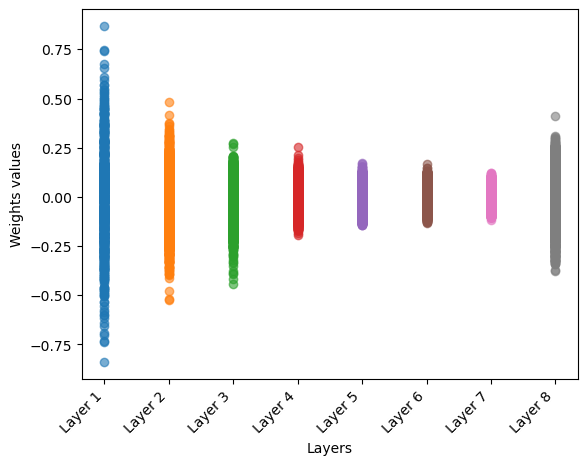 Weights values
0.75
0.50
0.25
0.00
−0.25
−0.50
−0.75
Layer 1
Layer 2
Layer 3
Layer 4
Layer 5
Layer 6
Layer 7
Layer 8
Layers